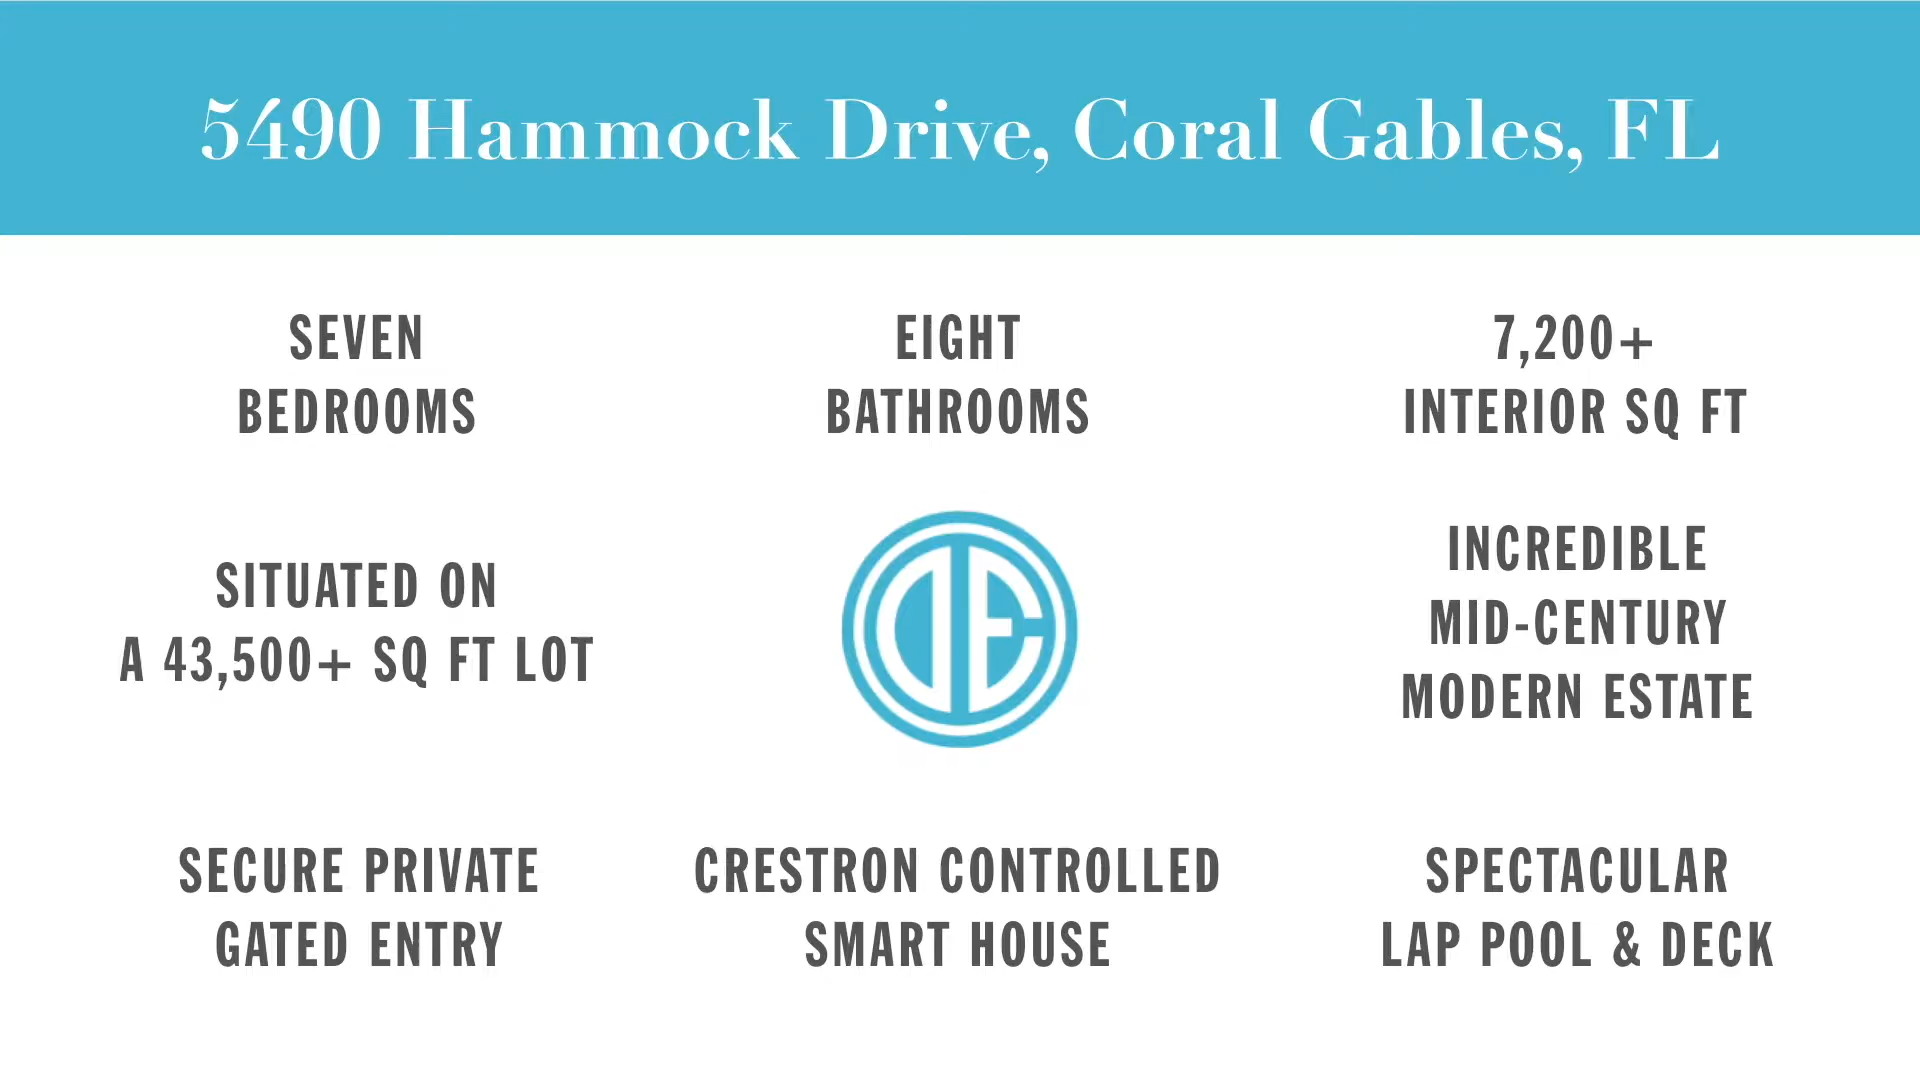 5490 Hammock Drive, Coral Gables, FL
SEVEN
BEDROOMS
EIGHT
BATHROOMS
7,200+
INTERIOR SQ FT
SITUATED ON
A 43,500+ SQ FT LOT
DE
INCREDIBLE
MID-CENTURY
MODERN ESTATE
SECURE PRIVATE
GATED ENTRY
CRESTRON CONTROLLED
SMART HOUSE
SPECTACULAR
LAP POOL & DECK